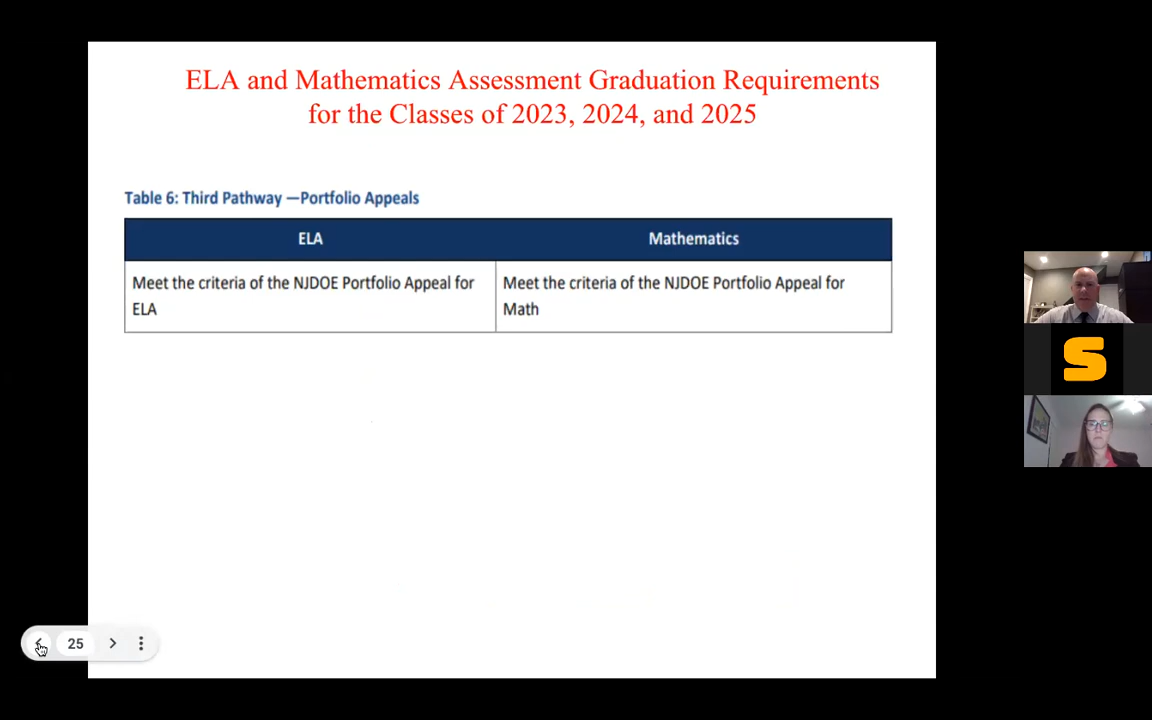 ELA and Mathematics Assessment Graduation Requirements
for the Classes of 2023, 2024, and 2025
Table 6: Third Pathway —Portfolio Appeals
ELA
Mathematics
Meet the criteria of the NJDOE Portfolio Appeal for
ELA
Meet the criteria of the NJDOE Portfolio Appeal for
Math
S
25